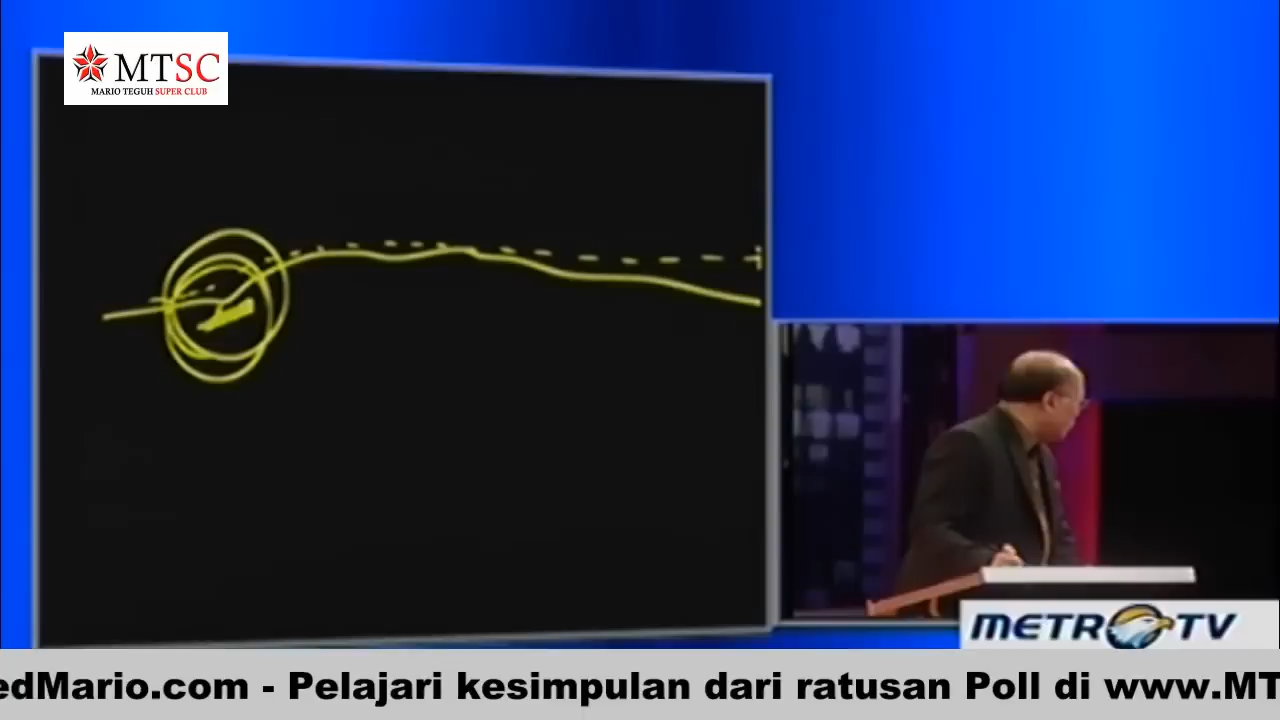 MTSC
MARIO TEGUH SUPER CLUB
METRO TV
edMario.com - Pelajari kesimpulan dari ratusan Poll di www.MT